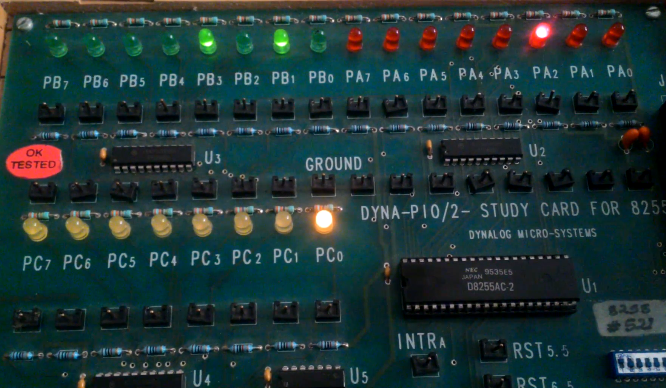 PB7 PB6 PB5 PB4 PB3 PB2 PB1 PB0 PA7 PA6 PA5 PA4 PA3 PA2 PA1 PA0
OK
TESTED
U3
U2
GROUND
DYNA-PIO/2- STUDY CARD FOR 8255
DYNALOG MICRO-SYSTEMS
PC7 PC6 PC5 PC4 PC3 PC2 PC1 PC0
NEC 9535E5
JAPAN
D8255AC-2
U1
8255
#521
INTRA
RST 5.5
U4
U5